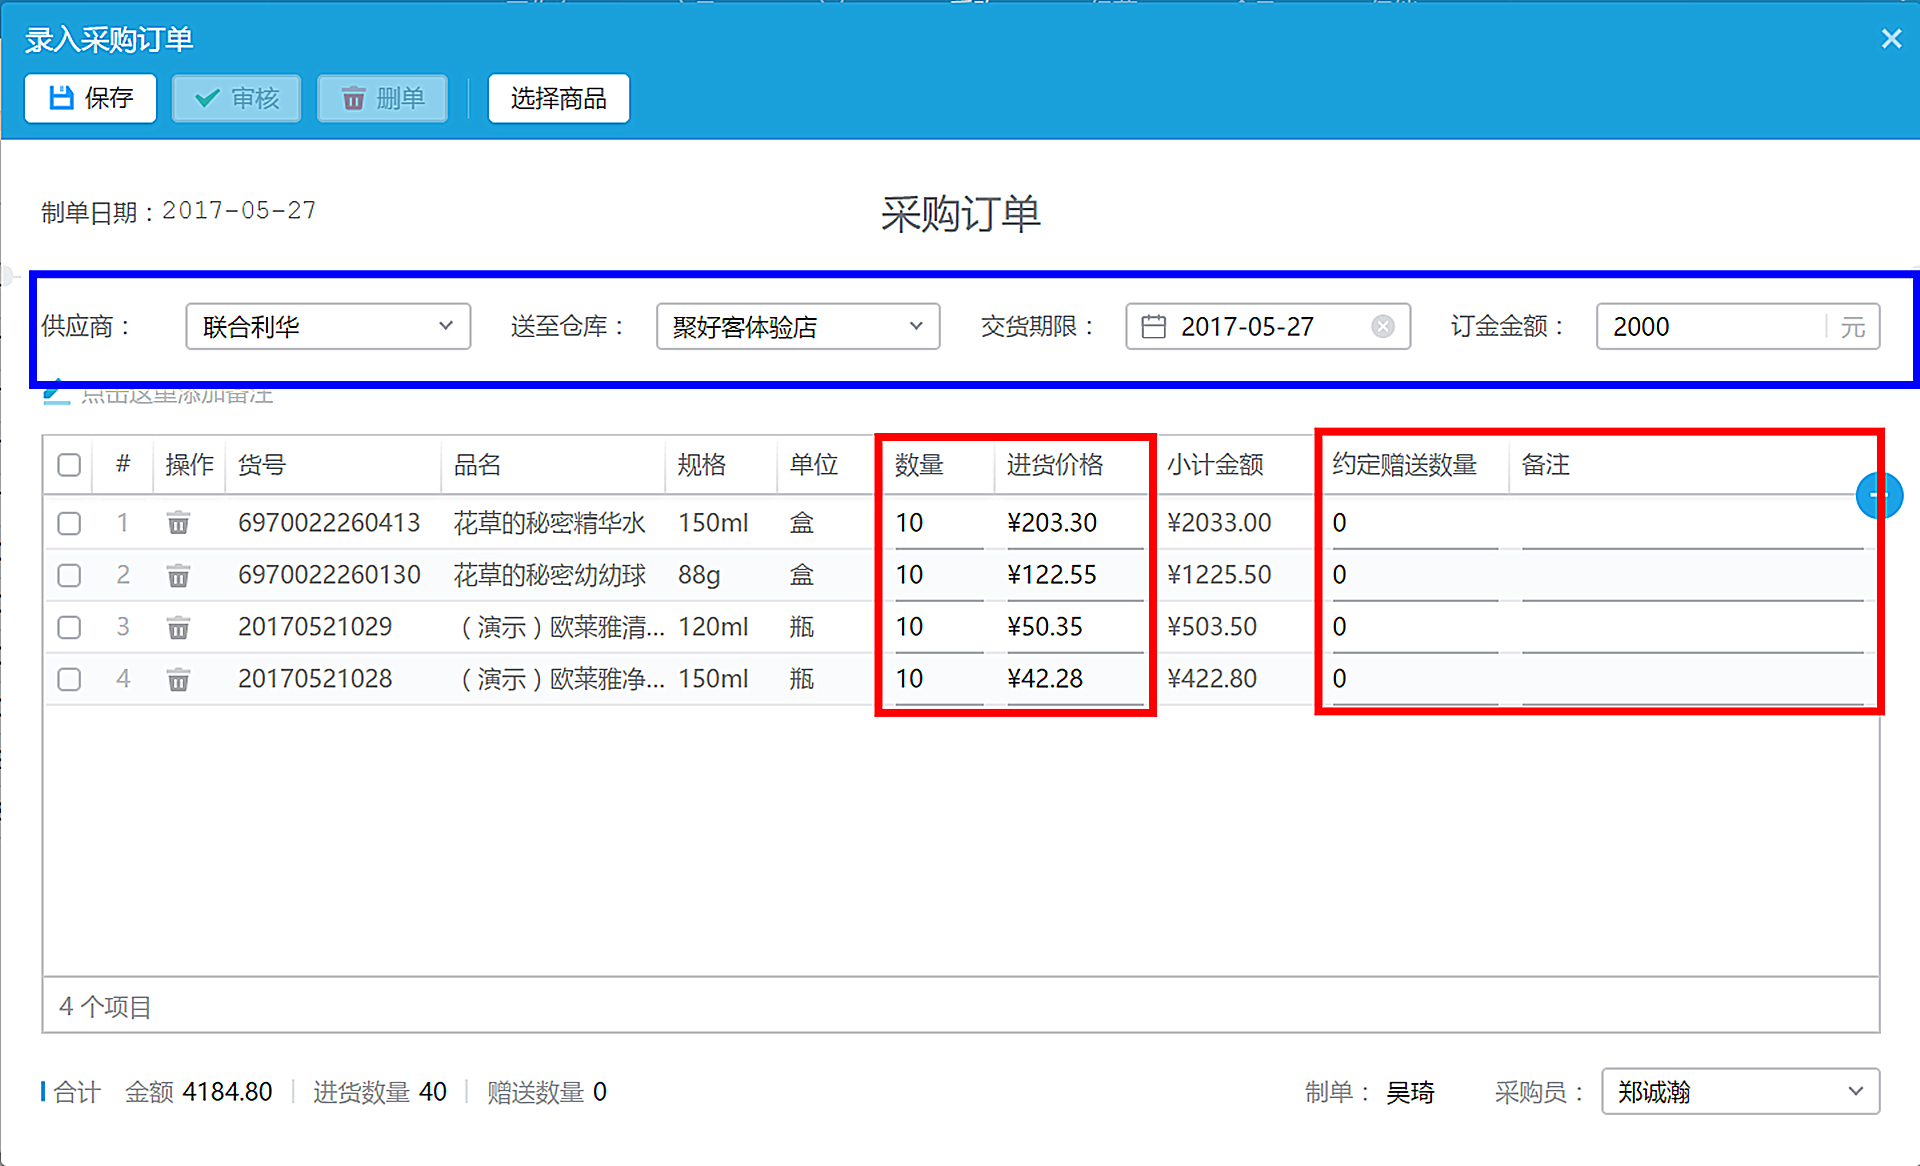 录入采购订单
保存 审核 删单 选择商品
制单日期：2017-05-27
采购订单
供应商： 联合利华 送至仓库： 聚好客体验店 交货期限： 2017-05-27 订金金额： 2000 元
点击这里添加备注
# 操作 货号 品名 规格 单位 数量 进货价格 小计金额 约定赠送数量 备注
1 6970022260413 花草的秘密精华水 150ml 盒 10 ¥203.30 ¥2033.00 0
2 6970022260130 花草的秘密幼幼球 88g 盒 10 ¥122.55 ¥1225.50 0
3 20170521029 （演示）欧莱雅清... 120ml 瓶 10 ¥50.35 ¥503.50 0
4 20170521028 （演示）欧莱雅净... 150ml 瓶 10 ¥42.28 ¥422.80 0
4 个项目
合计 金额 4184.80 进货数量 40 赠送数量 0 制单： 吴琦 采购员： 郑诚瀚